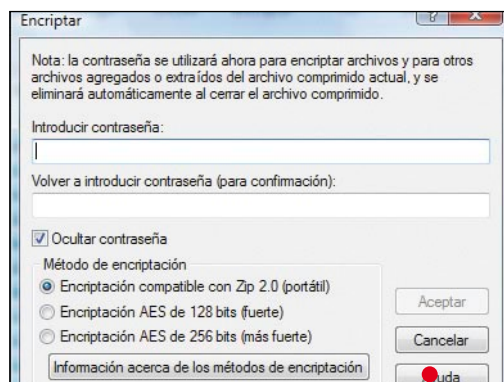 Encriptar
Nota: la contraseña se utilizará ahora para encriptar archivos y para otros
archivos agregados o extraídos del archivo comprimido actual, y se
eliminará automáticamente al cerrar el archivo comprimido.
Introducir contraseña:
Volver a introducir contraseña (para confirmación):
Ocultar contraseña
Método de encriptación
Encriptación compatible con Zip 2.0 (portátil)
Encriptación AES de 128 bits (fuerte)
Encriptación AES de 256 bits (más fuerte)
Información acerca de los métodos de encriptación
Aceptar
Cancelar